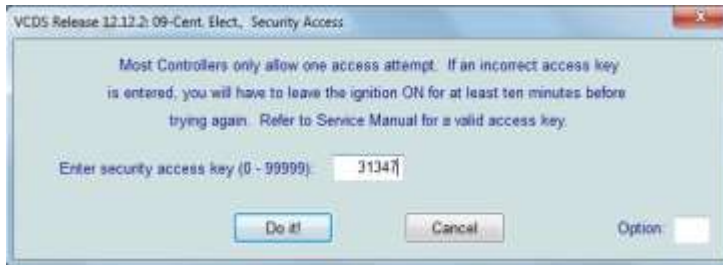 VCDS Release 12.12.2: 09-Cent. Elect., Security Access
Most Controllers only allow one access attempt. If an incorrect access key
is entered, you will have to leave the ignition ON for at least ten minutes before
trying again. Refer to Service Manual for a valid access key.
Enter security access key (0 - 99999): 31347
Do it! Cancel Option: